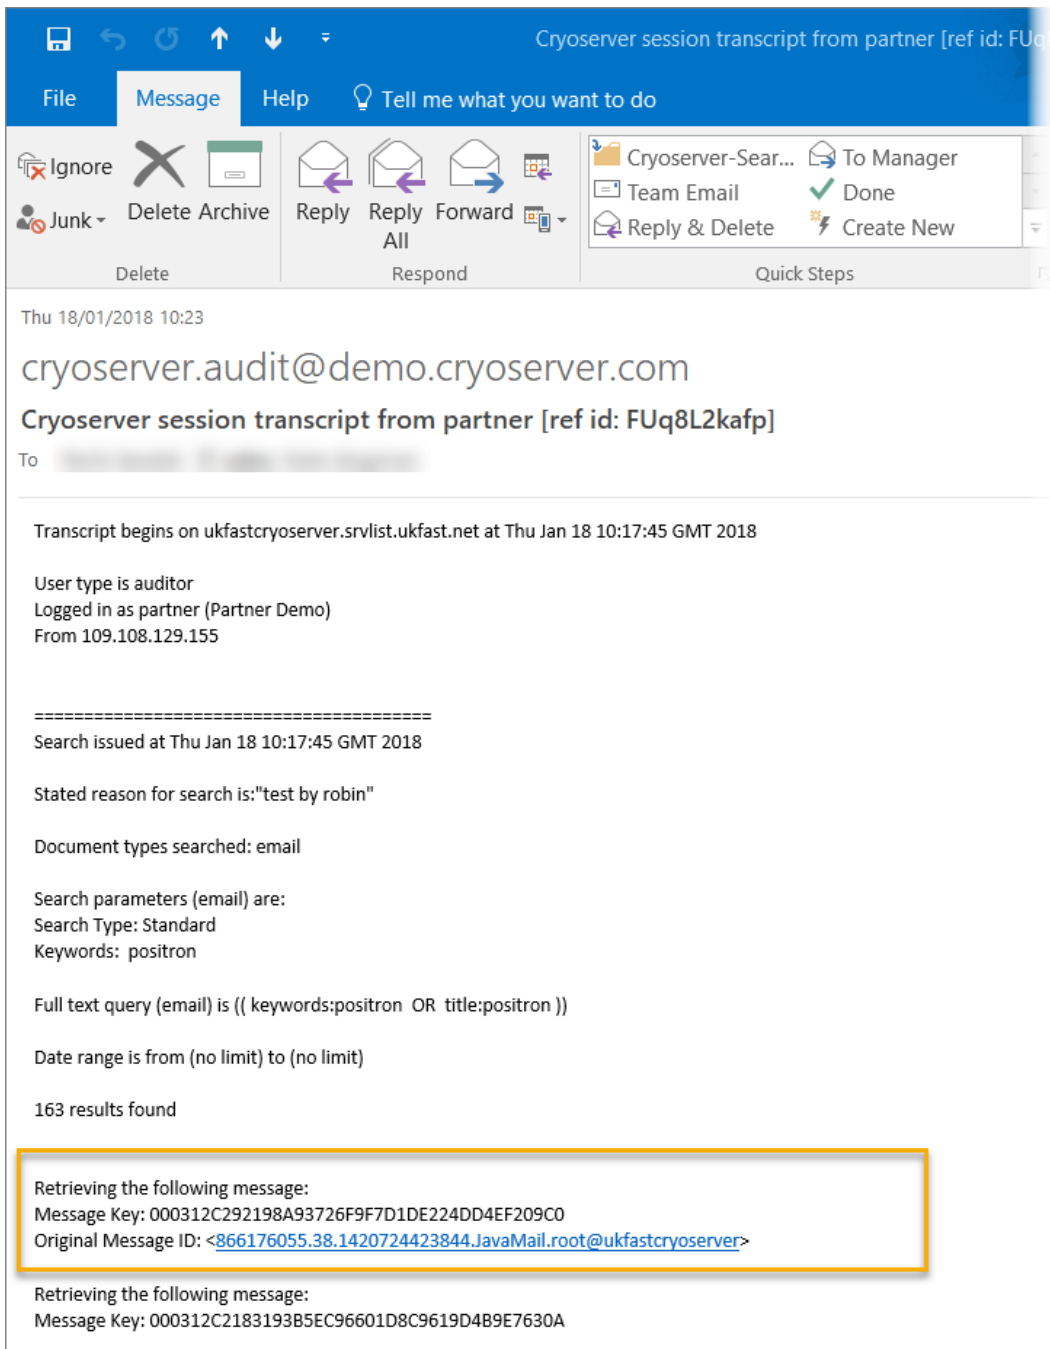 Cryoserver session transcript from partner [ref id: FUq
File Message Help Tell me what you want to do
Ignore
Junk
Delete Archive
Reply Reply All Forward
Cryoserver-Sear... To Manager
Team Email Done
Reply & Delete Create New
Delete Respond Quick Steps
Thu 18/01/2018 10:23
cryoserver.audit@demo.cryoserver.com
Cryoserver session transcript from partner [ref id: FUq8L2kafp]
To
Transcript begins on ukfastcryoserver.srvlist.ukfast.net at Thu Jan 18 10:17:45 GMT 2018
User type is auditor
Logged in as partner (Partner Demo)
From 109.108.129.155
========================================
Search issued at Thu Jan 18 10:17:45 GMT 2018
Stated reason for search is:"test by robin"
Document types searched: email
Search parameters (email) are:
Search Type: Standard
Keywords:  positron
Full text query (email) is (( keywords:positron  OR  title:positron ))
Date range is from (no limit) to (no limit)
163 results found
Retrieving the following message:
Message Key: 000312C292198A93726F9F7D1DE224DD4EF209C0
Original Message ID: <866176055.38.1420724423844.JavaMail.root@ukfastcryoserver>
Retrieving the following message:
Message Key: 000312C2183193B5EC96601D8C9619D4B9E7630A